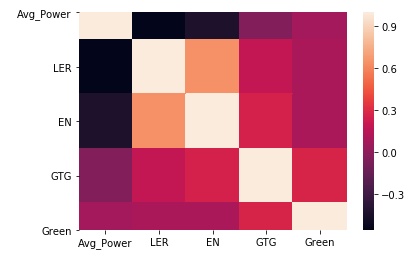 Avg_Power
LER
EN
GTG
Green
Avg_Power LER EN GTG Green
0.9
0.6
0.3
0.0
−0.3